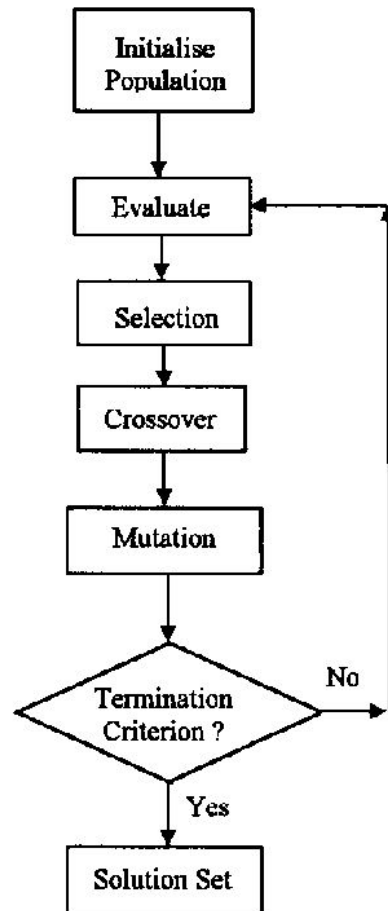 Initialise
Population
Evaluate
Selection
Crossover
Mutation
Termination
Criterion ?
No
Yes
Solution Set